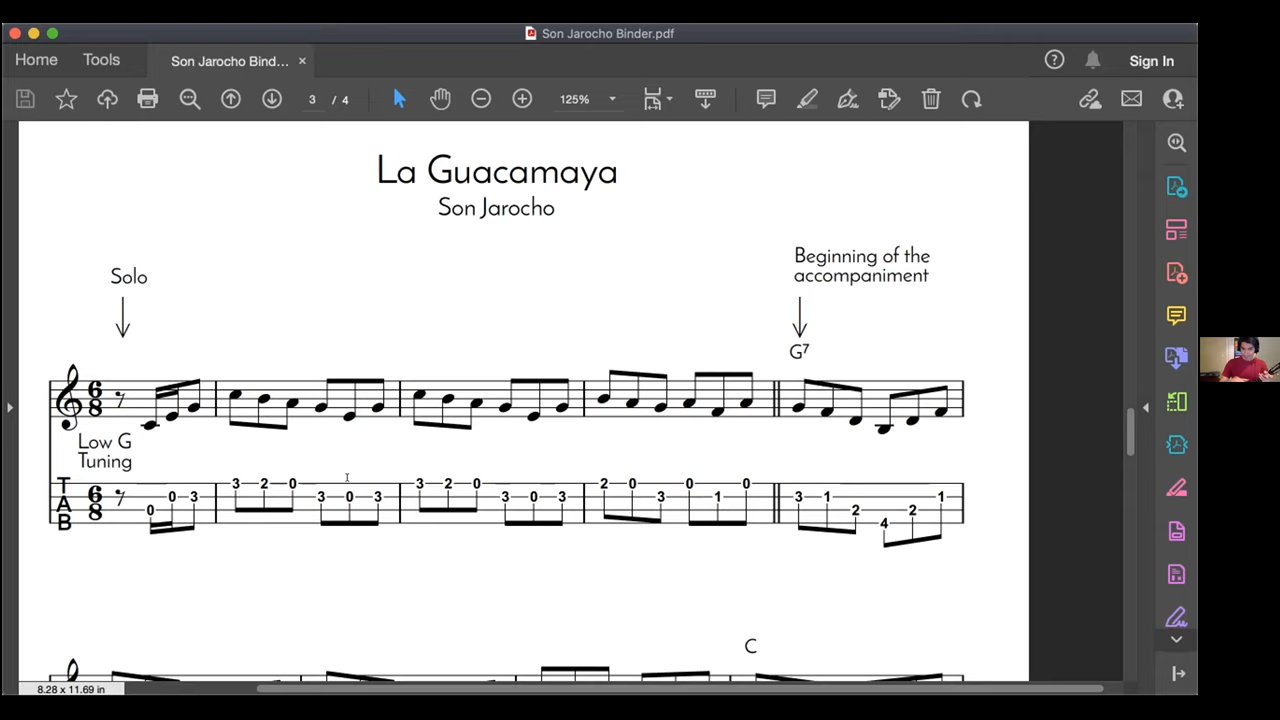 Son Jarocho Binder.pdf
Home Tools Son Jarocho Bind... × Sign In
3 / 4 125%
La Guacamaya
Son Jarocho
Beginning of the
accompaniment
Solo
G7
6 8
Low G
Tuning
T A B 6 8 0 0 3 3 2 0 3 0 3 3 2 0 3 0 3 2 0 3 0 1 0 3 1 2 4 2 1
C
8.28 x 11.69 in